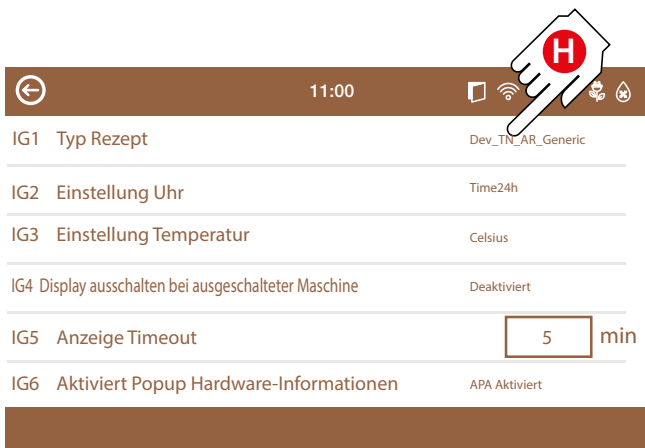 H
11:00
IG1 Typ Rezept Dev_TN_AR_Generic
IG2 Einstellung Uhr Time24h
IG3 Einstellung Temperatur Celsius
IG4 Display ausschalten bei ausgeschalteter Maschine Deaktiviert
IG5 Anzeige Timeout 5 min
IG6 Aktiviert Popup Hardware-Informationen APA Aktiviert